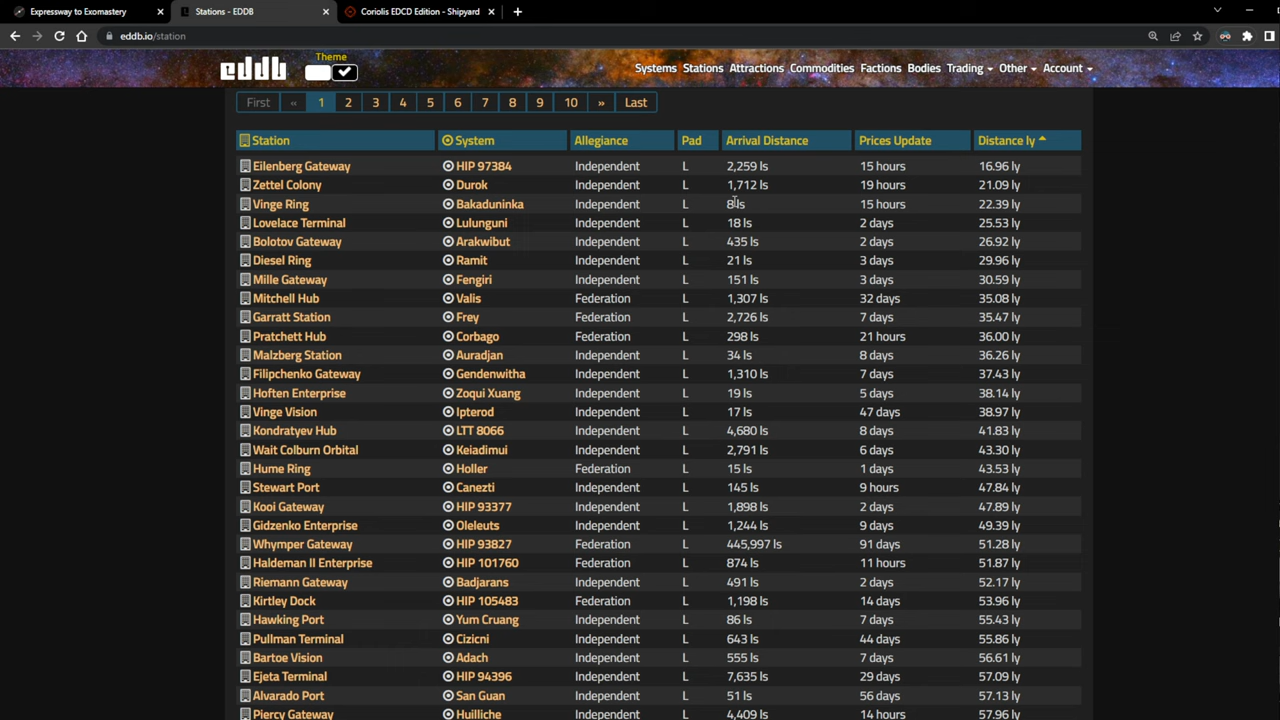 Expressway to Exomastery
Stations - EDDB
Coriolis EDCD Edition - Shipyard
eddb.io/station
eddb
Theme
Systems Stations Attractions Commodities Factions Bodies Trading Other Account
First « 1 2 3 4 5 6 7 8 9 10 » Last
Station System Allegiance Pad Arrival Distance Prices Update Distance ly
Eilenberg Gateway HIP 97384 Independent L 2,259 ls 15 hours 16.96 ly
Zettel Colony Durok Independent L 1,712 ls 19 hours 21.09 ly
Vinge Ring Bakaduninka Independent L 8 ls 15 hours 22.39 ly
Lovelace Terminal Lulunguni Independent L 18 ls 2 days 25.53 ly
Bolotov Gateway Arakwibut Independent L 435 ls 2 days 26.92 ly
Diesel Ring Ramit Independent L 21 ls 3 days 29.96 ly
Mille Gateway Fengiri Independent L 151 ls 3 days 30.59 ly
Mitchell Hub Valis Federation L 1,307 ls 32 days 35.08 ly
Garratt Station Frey Federation L 2,726 ls 7 days 35.47 ly
Pratchett Hub Corbago Federation L 298 ls 21 hours 36.00 ly
Malzberg Station Auradjan Independent L 34 ls 8 days 36.26 ly
Filipchenko Gateway Gendenwitha Independent L 1,310 ls 7 days 37.43 ly
Hoften Enterprise Zoqui Xuang Independent L 19 ls 5 days 38.14 ly
Vinge Vision Ipterod Independent L 17 ls 47 days 38.97 ly
Kondratyev Hub LTT 8066 Independent L 4,680 ls 8 days 41.83 ly
Wait Colburn Orbital Keiadimui Independent L 2,791 ls 6 days 43.30 ly
Hume Ring Holler Federation L 15 ls 1 days 43.53 ly
Stewart Port Canezti Independent L 145 ls 9 hours 47.84 ly
Kooi Gateway HIP 93377 Independent L 1,898 ls 2 days 47.89 ly
Gidzenko Enterprise Oleleuts Independent L 1,244 ls 9 days 49.39 ly
Whymper Gateway HIP 93827 Federation L 445,997 ls 91 days 51.28 ly
Haldeman II Enterprise HIP 101760 Federation L 874 ls 11 hours 51.87 ly
Riemann Gateway Badjarans Independent L 491 ls 2 days 52.17 ly
Kirtley Dock HIP 105483 Federation L 1,198 ls 14 days 53.96 ly
Hawking Port Yum Cruang Independent L 86 ls 7 days 55.43 ly
Pullman Terminal Cizicni Independent L 643 ls 44 days 55.86 ly
Bartoe Vision Adach Independent L 555 ls 7 days 56.61 ly
Ejeta Terminal HIP 94396 Independent L 7,635 ls 29 days 57.09 ly
Alvarado Port San Guan Independent L 51 ls 56 days 57.13 ly
Piercy Gateway Huilliche Independent L 4,409 ls 14 hours 57.96 ly